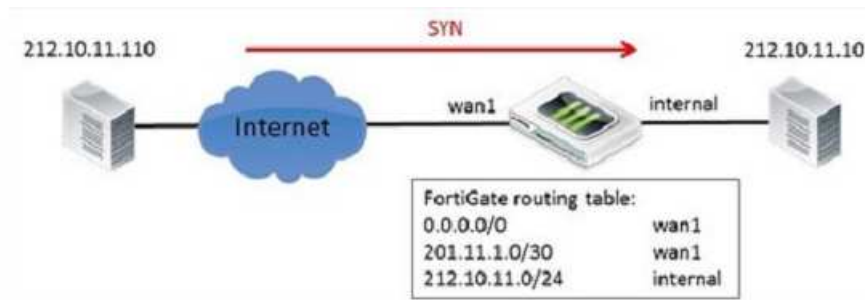 SYN
212.10.11.110
212.10.11.10
Internet
wan1
internal
FortiGate routing table:
0.0.0.0/0 wan1
201.11.1.0/30 wan1
212.10.11.0/24 internal